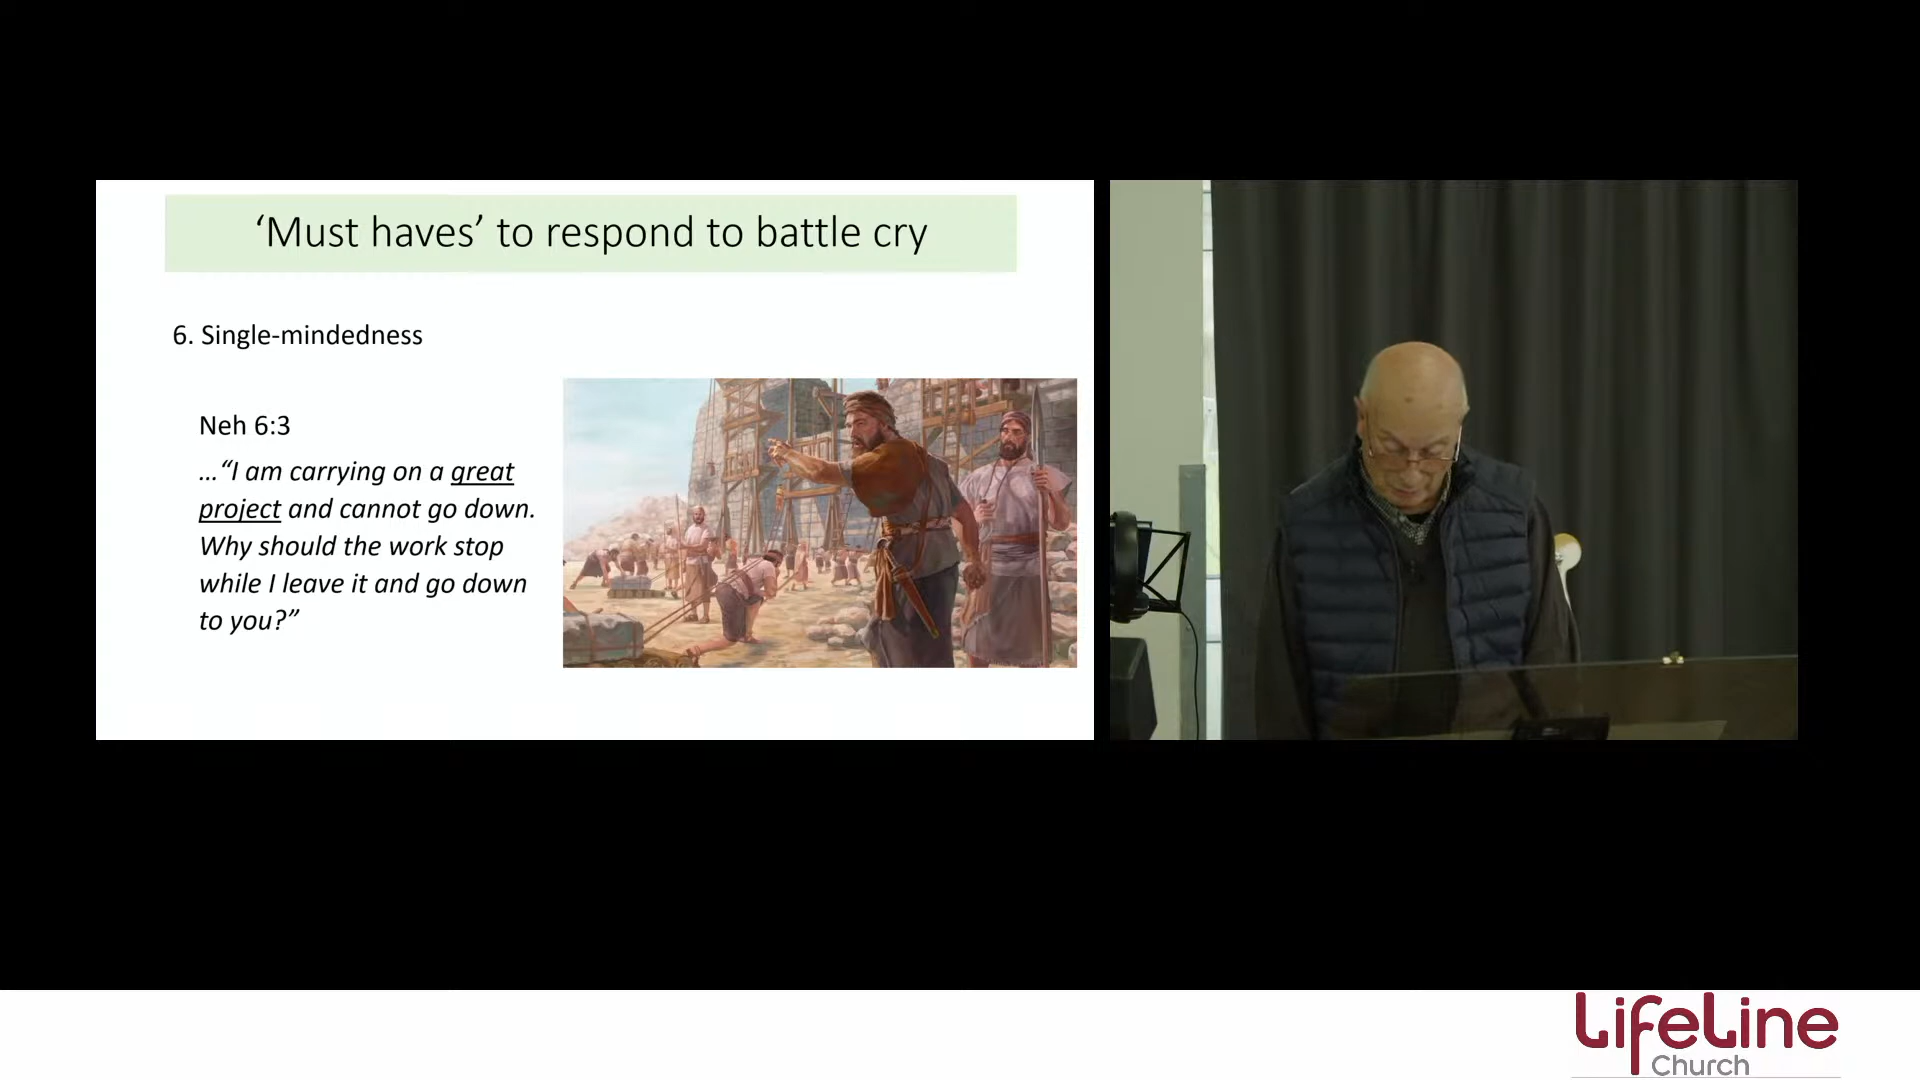 ‘Must haves’ to respond to battle cry
6. Single-mindedness
Neh 6:3
…“I am carrying on a great
project and cannot go down.
Why should the work stop
while I leave it and go down
to you?”
LifeLine
Church